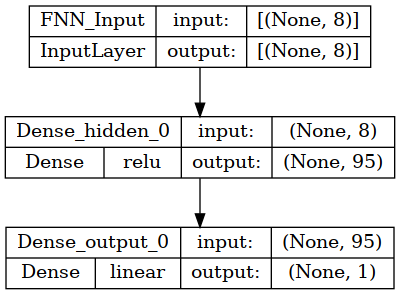 FNN_Input input: [(None, 8)]
InputLayer output: [(None, 8)]
Dense_hidden_0 input: (None, 8)
Dense relu output: (None, 95)
Dense_output_0 input: (None, 95)
Dense linear output: (None, 1)